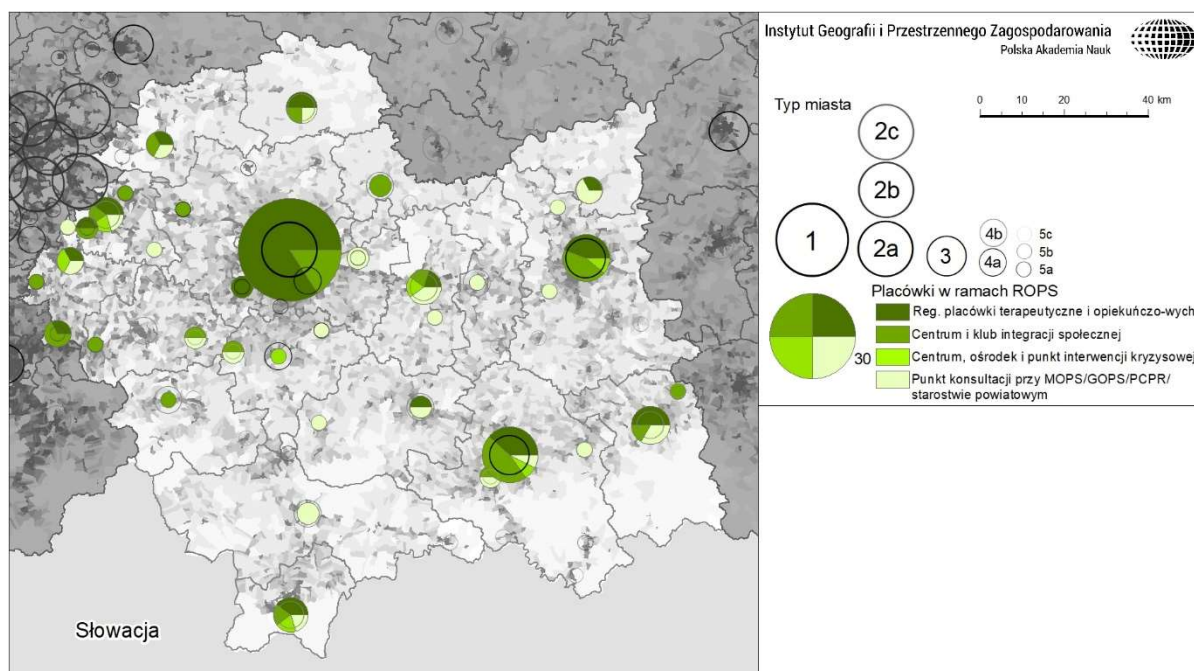 Instytut Geografii i Przestrzennego Zagospodarowania
Polska Akademia Nauk
Typ miasta
0 10 20 40 km
2c
2b
1
2a
3
4b
4a
5c
5b
5a
Placówki w ramach ROPS
30
Reg. placówki terapeutyczne i opiekuńczo-wych
Centrum i klub integracji społecznej
Centrum, ośrodek i punkt interwencji kryzysowej
Punkt konsultacji przy MOPS/GOPS/PCPR/
starostwie powiatowym
Słowacja